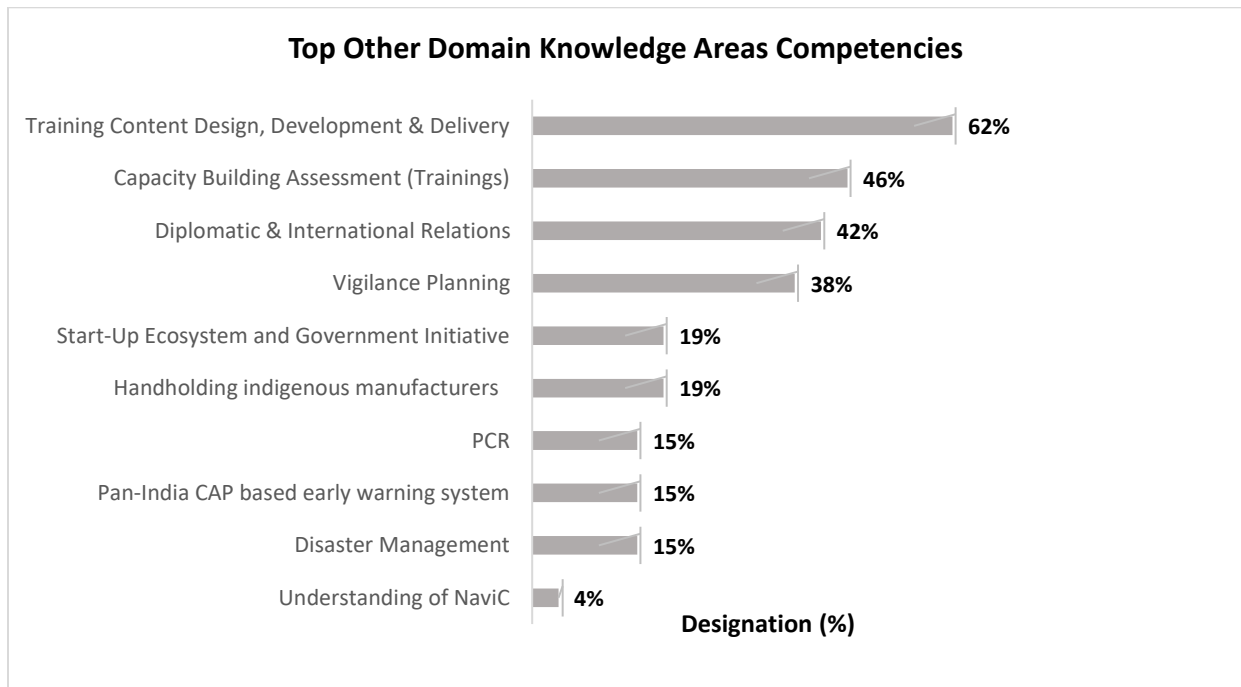 Top Other Domain Knowledge Areas Competencies
Training Content Design, Development & Delivery 62%
Capacity Building Assessment (Trainings) 46%
Diplomatic & International Relations 42%
Vigilance Planning 38%
Start-Up Ecosystem and Government Initiative 19%
Handholding indigenous manufacturers 19%
PCR 15%
Pan-India CAP based early warning system 15%
Disaster Management 15%
Understanding of NaviC 4%
Designation (%)